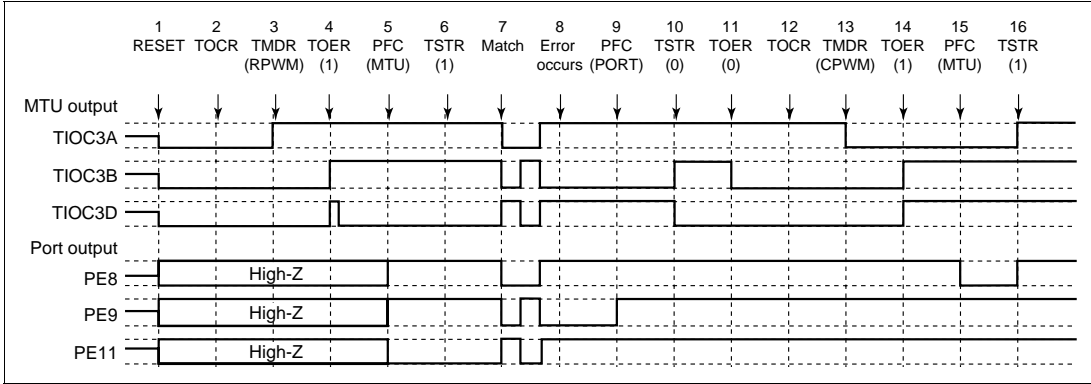 1 2 3 4 5 6 7 8 9 10 11 12 13 14 15 16
RESET TOCR TMDR TOER PFC TSTR Match Error PFC TSTR TOER TOCR TMDR TOER PFC TSTR
(RPWM) (1) (MTU) (1) occurs (PORT) (0) (0) (CPWM) (1) (MTU) (1)
MTU output
TIOC3A
TIOC3B
TIOC3D
Port output
PE8 High-Z
PE9 High-Z
PE11 High-Z